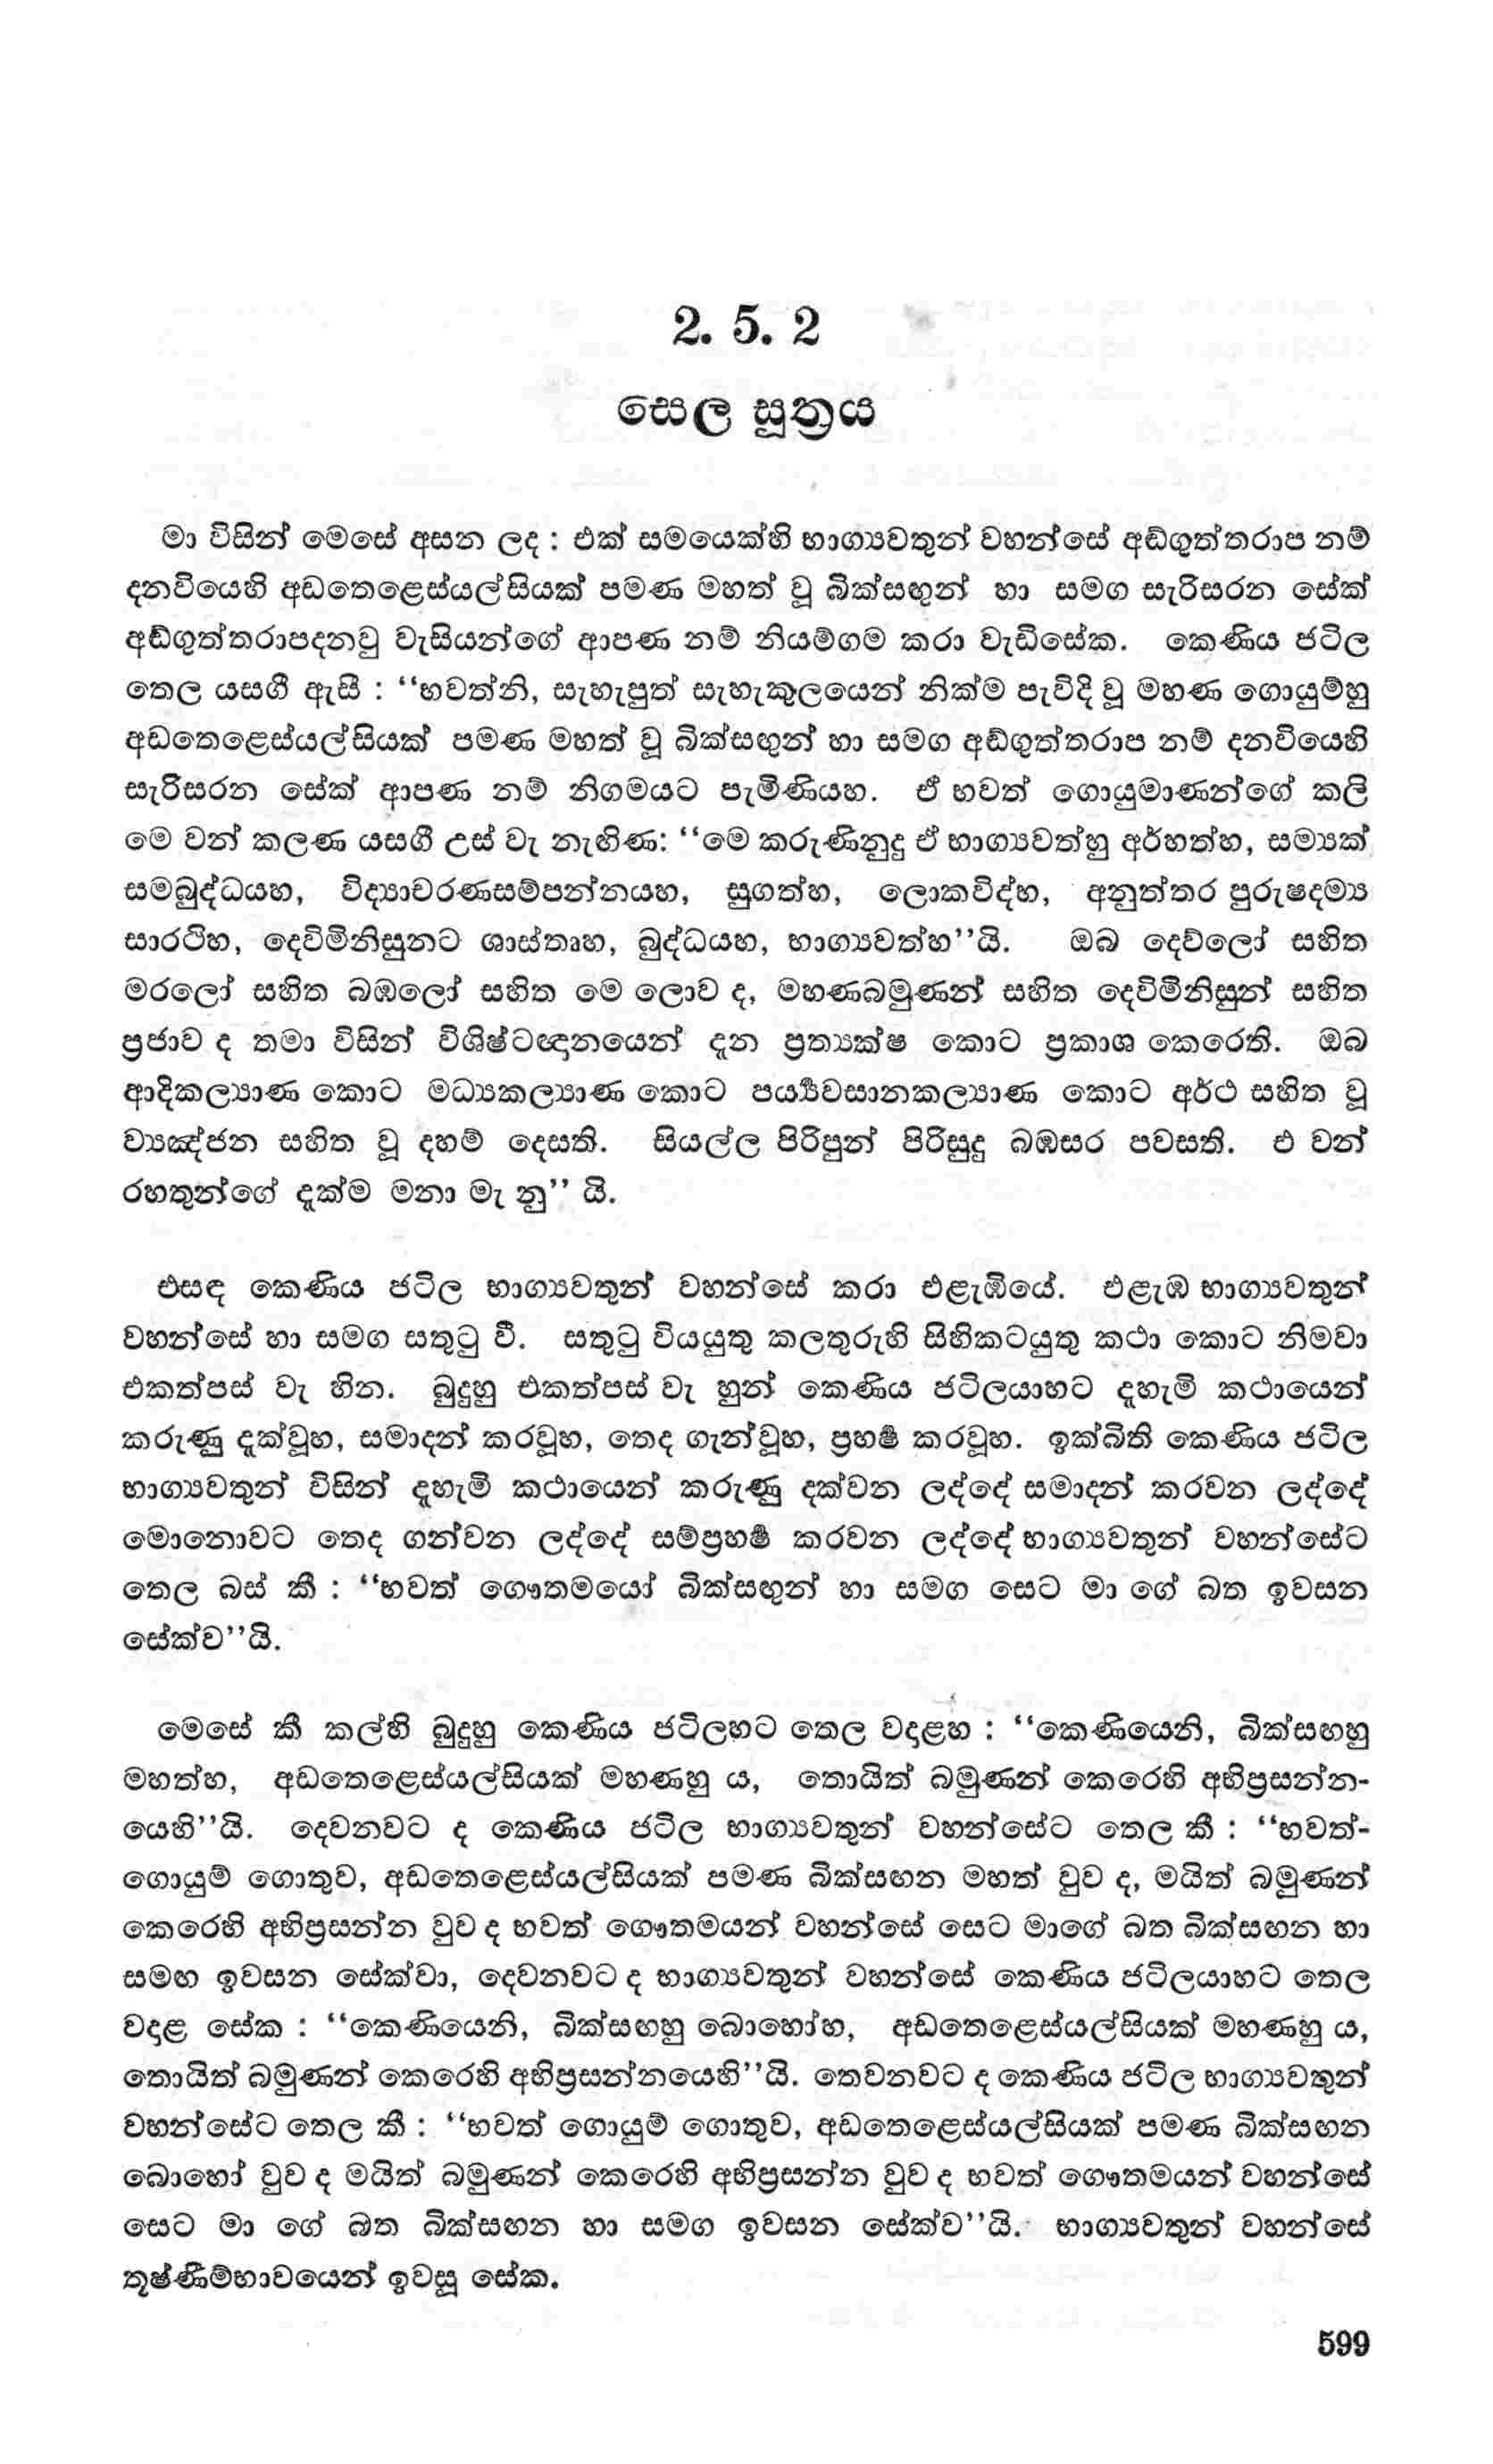 2. 5. 2
සෙල සූත්‍රය
මා විසින් මෙසේ අසන ලද : එක් සමයෙක්හි භාග්‍යවතුන් වහන්සේ අඞ්ගුත්තරාප නම්
දනවියෙහි අඩතෙළෙස්යල්සියක් පමණ මහත් වූ බික්සඟුන් හා සමග සැරිසරන සේක්
අඞ්ගුත්තරාපදනවු වැසියන්ගේ ආපණ නම් නියම්ගම කරා වැඩිසේක. කෙණිය ජටිල
තෙල යසගී ඇසී : “භවත්නි, සැහැපුත් සැහැකුලයෙන් නික්ම පැවිදි වූ මහණ ගොයුම්හු
අඩතෙළෙස්යල්සියක් පමණ මහත් වූ බික්සඟුන් හා සමග අඞ්ගුත්තරාප නම් දනවියෙහි
සැරිසරන සේක් ආපණ නම් නිගමයට පැමිණියහ. ඒ භවත් ගොයුමාණන්ගේ කලි
මෙ වන් කලණ යසගී උස් වැ නැඟිණ: “මෙ කරුණිනුදු ඒ භාග්‍යවත්හු අර්හත්හ, සම්‍යක්
සමබුද්ධයහ, විද්‍යාචරණසම්පන්නයහ, සුගත්හ, ලොකවිද්හ, අනුත්තර පුරුෂදම්‍ය
සාරථිහ, දෙව්මිනිසුනට ශාස්තෘහ, බුද්ධයහ, භාග්‍යවත්හ”යි. ඔබ දෙව්ලෝ සහිත
මරලෝ සහිත බඹලෝ සහිත මෙ ලොව ද, මහණබමුණන් සහිත දෙව්මිනිසුන් සහිත
ප්‍රජාව ද තමා විසින් විශිෂ්ටඥානයෙන් දැන ප්‍රත්‍යක්ෂ කොට ප්‍රකාශ කෙරෙති. ඔබ
ආදිකල්‍යාණ කොට මධ්‍යකල්‍යාණ කොට පර්‍ය්‍යවසානකල්‍යාණ කොට අර්ථ සහිත වූ
ව්‍යඤ්ජන සහිත වූ දහම් දෙසති. සියල්ල පිරිපුන් පිරිසුදු බඹසර පවසති. එ වන්
රහතුන්ගේ දැක්ම මනා මැ නු” යි.
එසඳ කෙණිය ජටිල භාග්‍යවතුන් වහන්සේ කරා එළැඹියේ. එළැඹ භාග්‍යවතුන්
වහන්සේ හා සමග සතුටු වී. සතුටු වියයුතු කලතුරුහි සිහිකටයුතු කථා කොට නිමවා
එකත්පස් වැ හින. බුදුහු එකත්පස් වැ හුන් කෙණිය ජටිලයාහට දැහැමි කථායෙන්
කරුණු දැක්වූහ, සමාදන් කරවූහ, තෙද ගැන්වූහ, ප්‍රහර්‍ෂ කරවූහ. ඉක්බිති කෙණිය ජටිල
භාග්‍යවතුන් විසින් දැහැමි කථායෙන් කරුණු දක්වන ලද්දේ සමාදන් කරවන ලද්දේ
මොනොවට තෙද ගන්වන ලද්දේ සම්ප්‍රහර්‍ෂ කරවන ලද්දේ භාග්‍යවතුන් වහන්සේට
තෙල බස් කී : “භවත් ගෞතමයෝ බික්සඟුන් හා සමග සෙට මා ගේ බත ඉවසන
සේක්ව”යි.
මෙසේ කී කල්හි බුදුහු කෙණිය ජටිලහට තෙල වදළහ : “කෙණියෙනි, බික්සඟහු
මහත්හ, අඩතෙළෙස්යල්සියක් මහණහු ය, තොයිත් බමුණන් කෙරෙහි අභිප්‍රසන්න-
යෙහි”යි. දෙවනවට ද කෙණිය ජටිල භාග්‍යවතුන් වහන්සේට තෙල කී : “භවත්-
ගොයුම් ගොතුව, අඩතෙළෙස්යල්සියක් පමණ බික්සඟන මහත් වුව ද, මයිත් බමුණන්
කෙරෙහි අභිප්‍රසන්න වුව ද භවත් ගෞතමයන් වහන්සේ සෙට මාගේ බත බික්සඟන හා
සමඟ ඉවසන සේක්වා, දෙවනවට ද භාග්‍යවතුන් වහන්සේ කෙණිය ජටිලයාහට තෙල
වදළ සේක : “කෙණියෙනි, බික්සඟහු බොහෝහ, අඩතෙළෙස්යල්සියක් මහණහු ය,
තොයිත් බමුණන් කෙරෙහි අභිප්‍රසන්නයෙහි”යි. තෙවනවට ද කෙණිය ජටිල භාග්‍යවතුන්
වහන්සේට තෙල කී : “භවත් ගොයුම් ගොතුව, අඩතෙළෙස්යල්සියක් පමණ බික්සඟන
බොහෝ වුව ද මයිත් බමුණන් කෙරෙහි අභිප්‍රසන්න වුව ද භවත් ගෞතමයන් වහන්සේ
සෙට මා ගේ බත බික්සඟන හා සමග ඉවසන සේක්ව”යි. භාග්‍යවතුන් වහන්සේ
තූෂ්ණීම්භාවයෙන් ඉවසූ සේක.
599